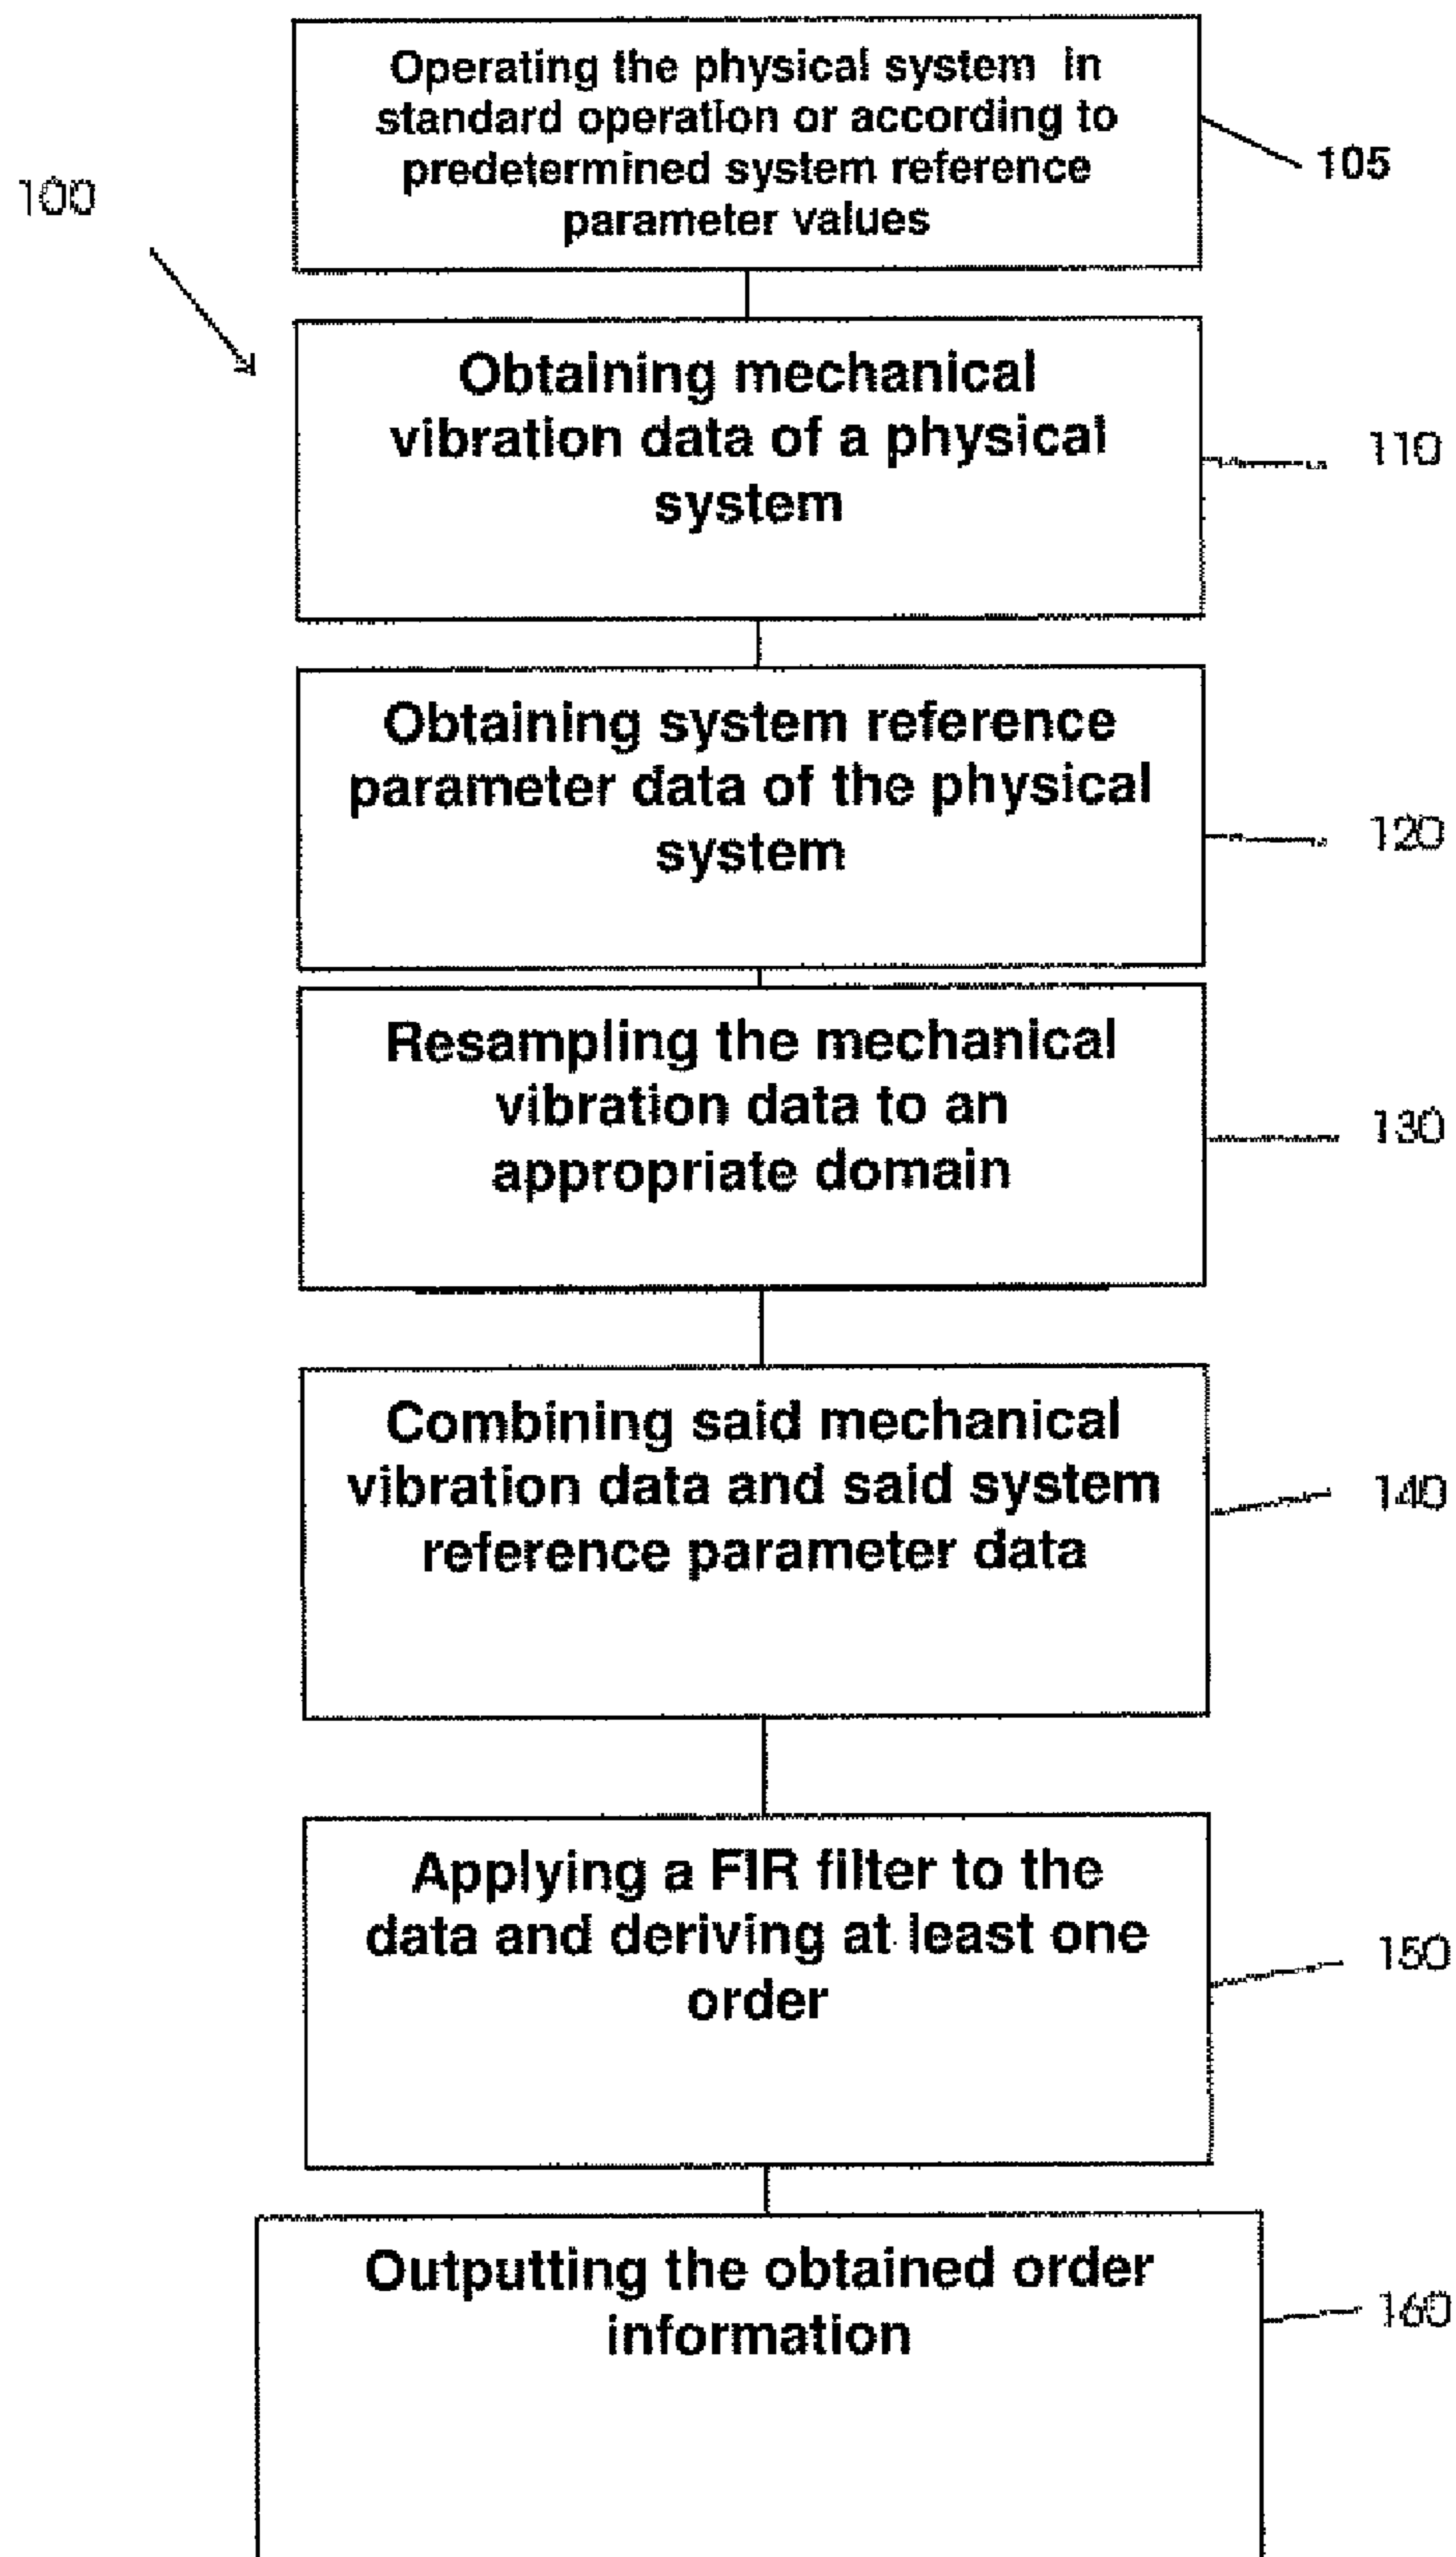 Operating the physical system in
standard operation or according to
predetermined system reference
parameter values
105
100
Obtaining mechanical
vibration data of a physical
system
110
Obtaining system reference
parameter data of the physical
system
120
Resampling the mechanical
vibration data to an
appropriate domain
130
Combining said mechanical
vibration data and said system
reference parameter data
140
Applying a FIR filter to the
data and deriving at least one
order
150
Outputting the obtained order
information
160